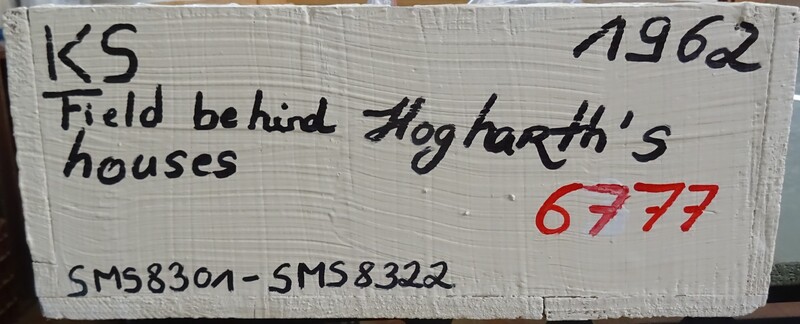 KS 1962
Field behind Hogharth's
houses
6777
SMS8301-SMS8322